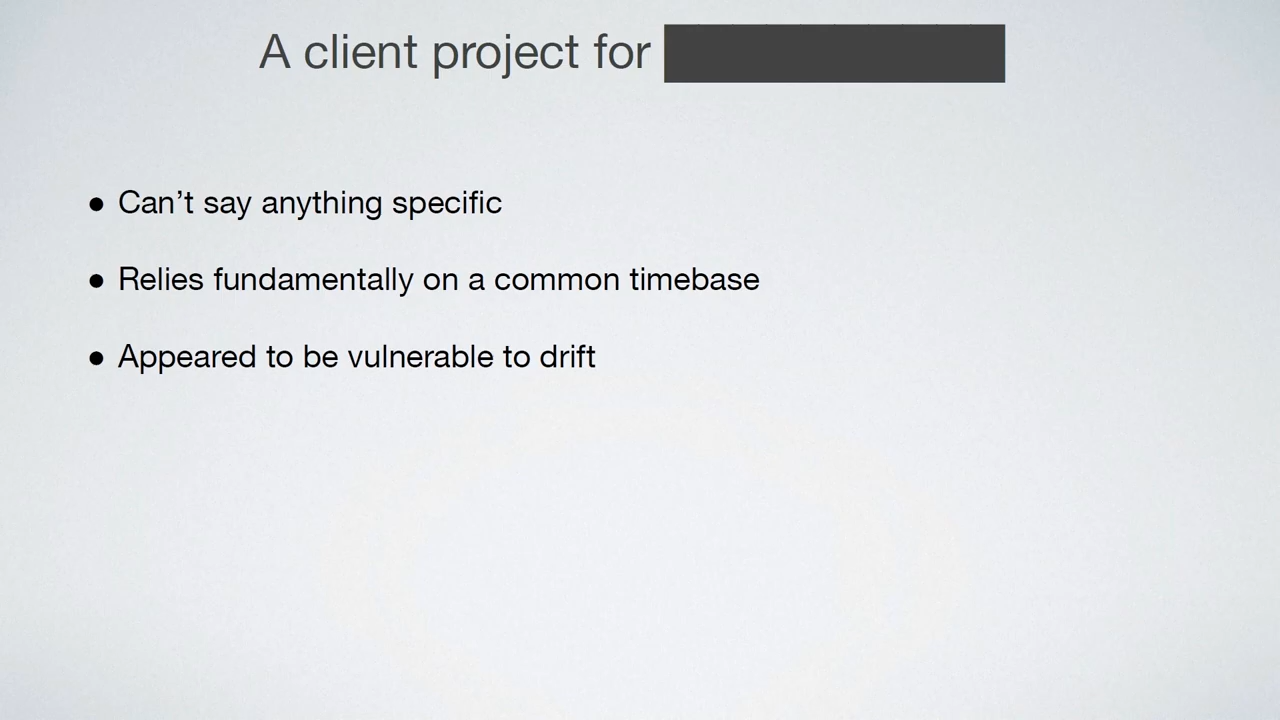 A client project for
● Can’t say anything specific
● Relies fundamentally on a common timebase
● Appeared to be vulnerable to drift